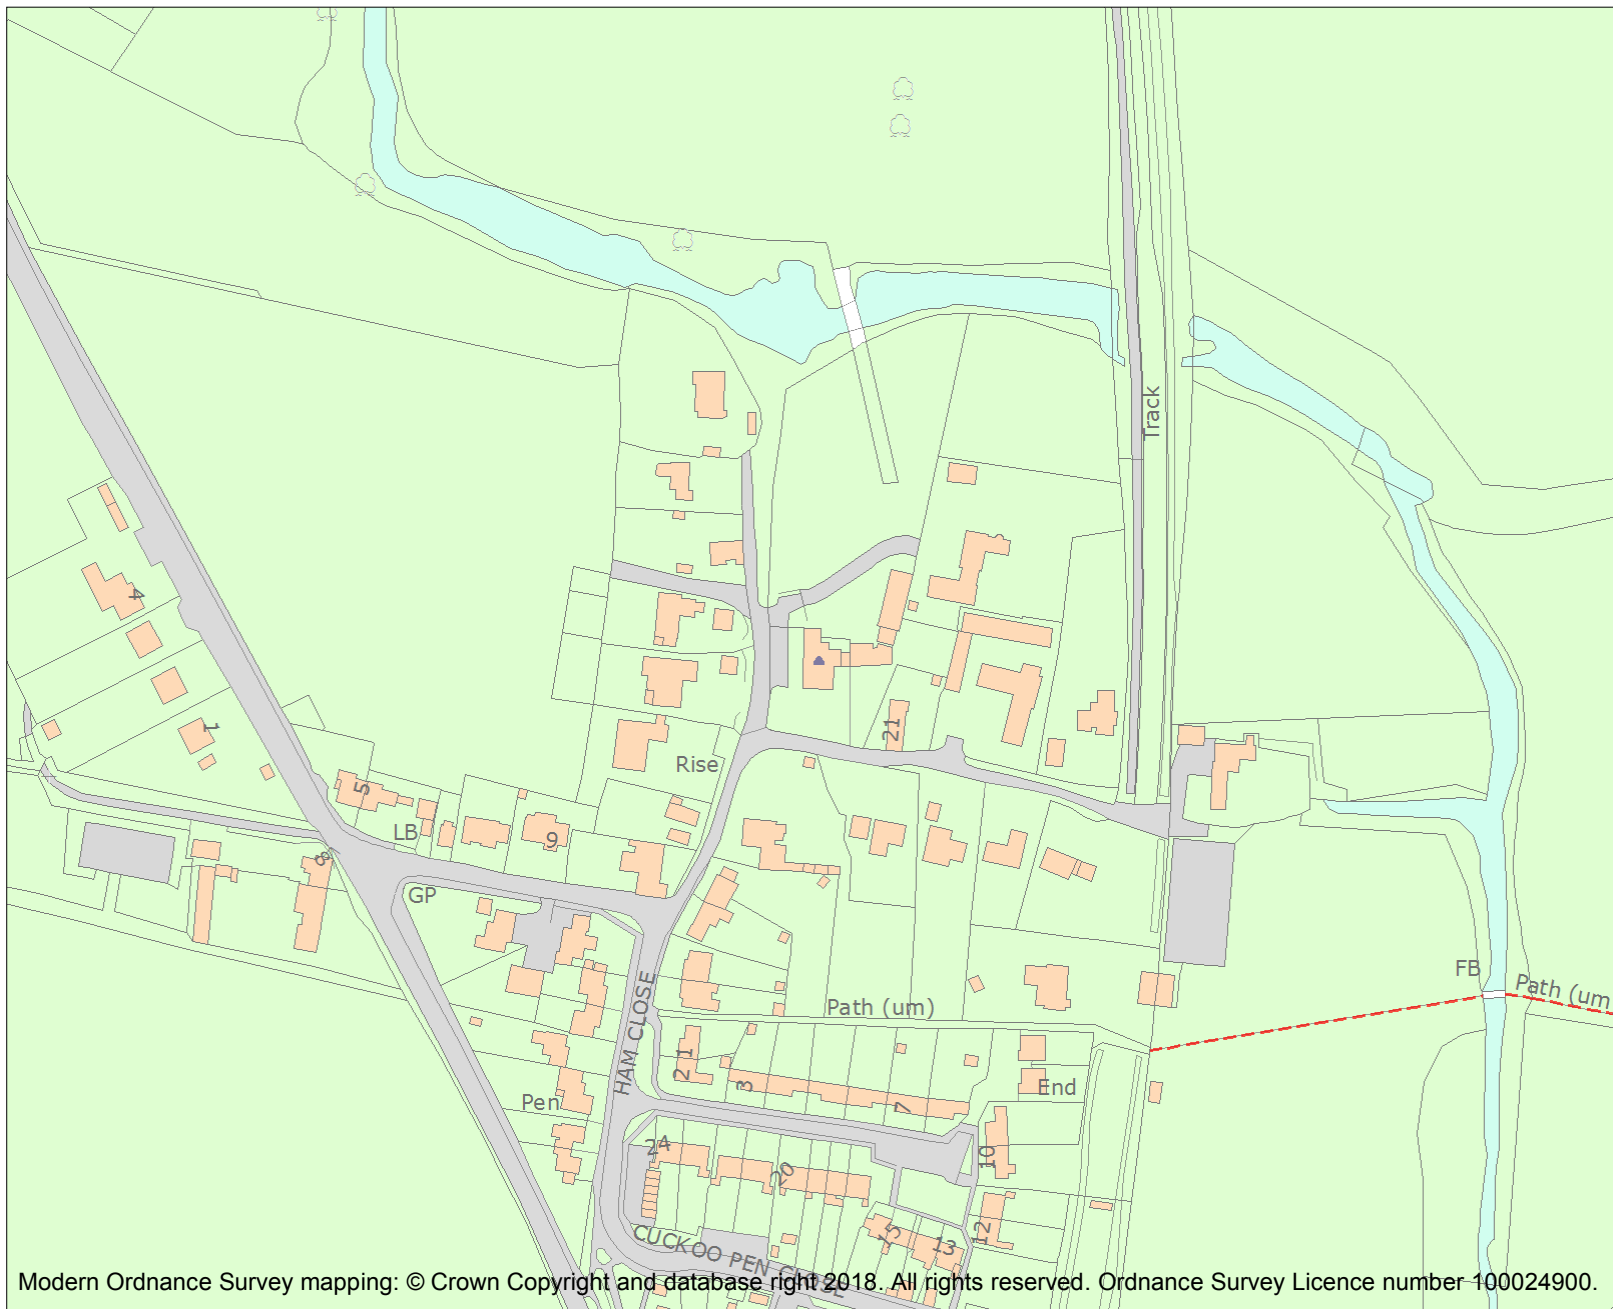 Track
4
1
21
Rise
5
LB
9
8
GP
FB
Path (um
Path (um)
HAM CLOSE
2 1
3
7
End
Pen
24
20
10
12
15
13
CUCKOO PEN CLOSE
Modern Ordnance Survey mapping: © Crown Copyright and database right 2018. All rights reserved. Ordnance Survey Licence number 100024900.